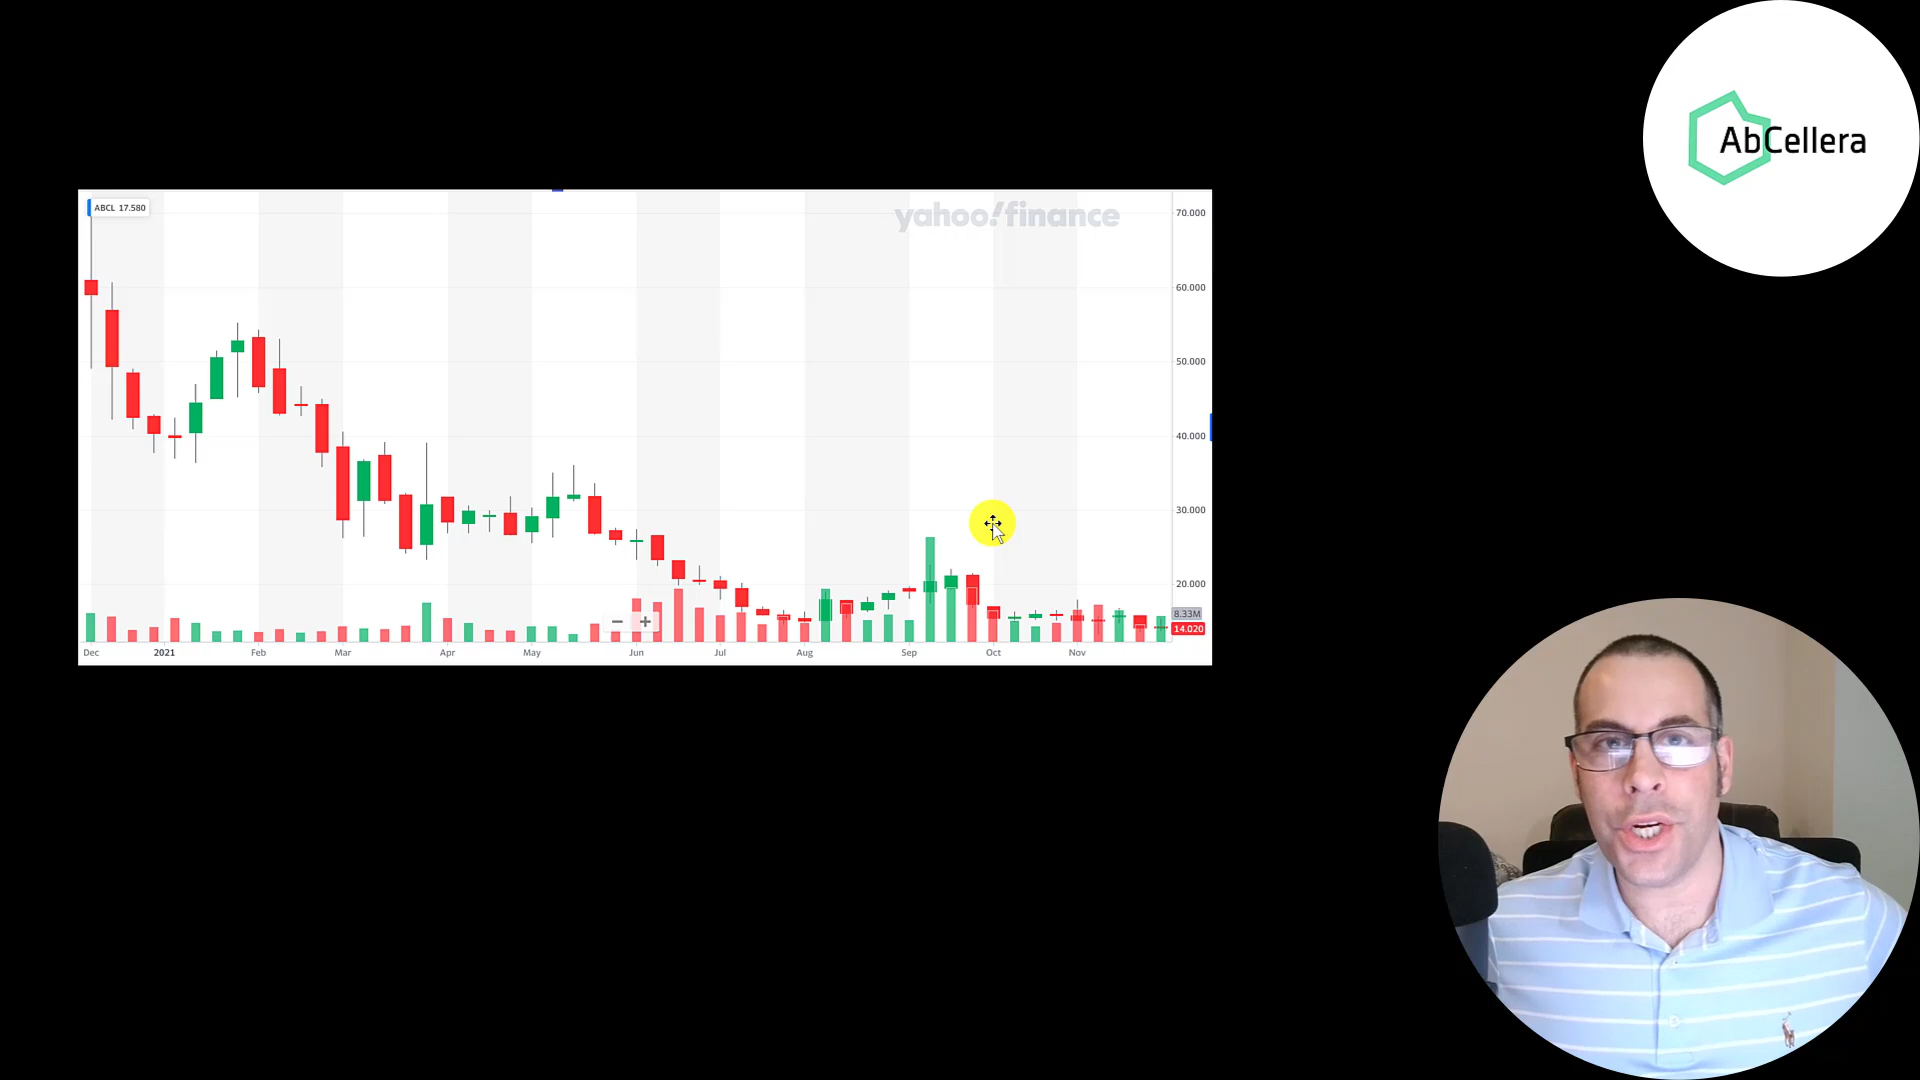 AbCellera
ABCL 17.580
yahoo!finance
70.000
60.000
50.000
40.000
30.000
20.000
8.33M
14.020
− +
Dec 2021 Feb Mar Apr May Jun Jul Aug Sep Oct Nov